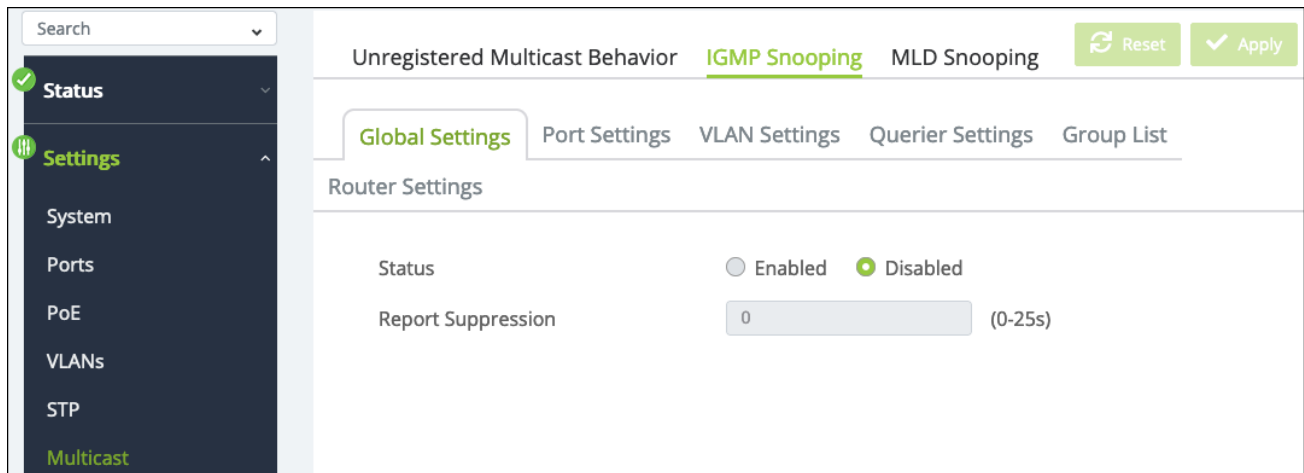 Search
Status
Settings
System
Ports
PoE
VLANs
STP
Multicast
Unregistered Multicast Behavior IGMP Snooping MLD Snooping Reset Apply
Global Settings Port Settings VLAN Settings Querier Settings Group List
Router Settings
Status Enabled Disabled
Report Suppression 0 (0-25s)